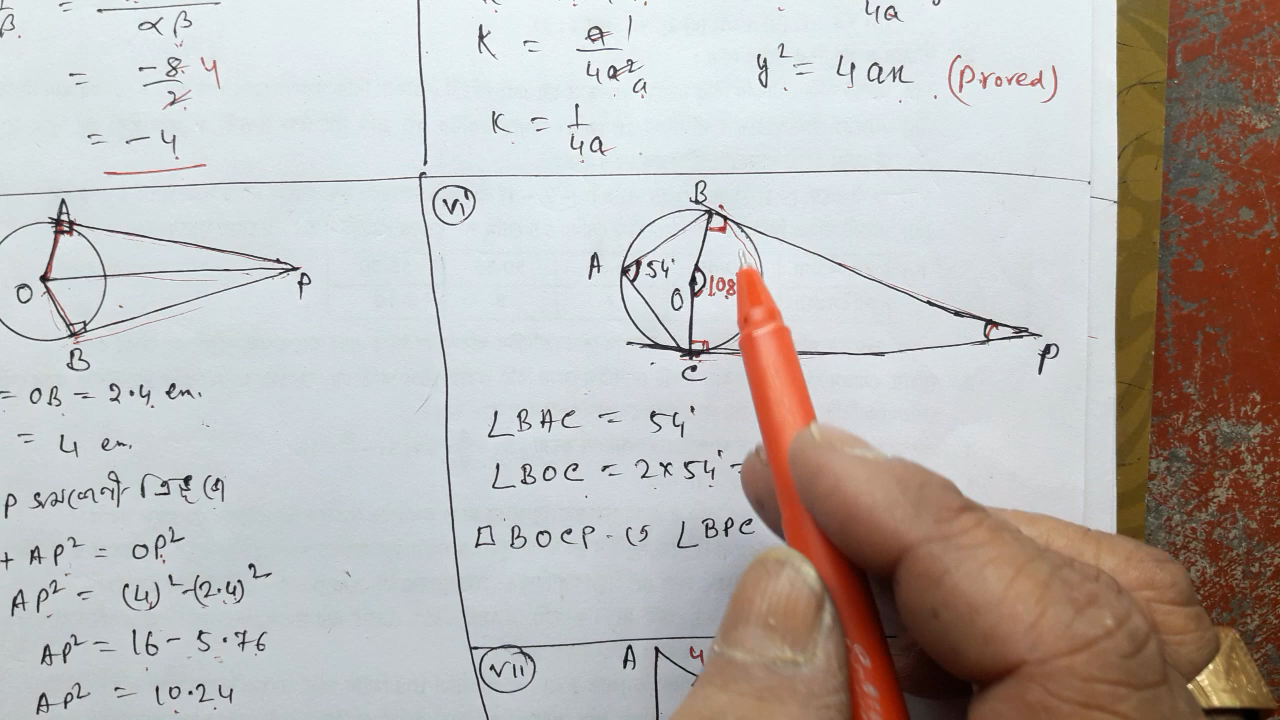 β
αβ
= -8 4
2
= -4
K = a 1
4a² a
K = 1
4a
4a
y² = 4ax (Proved)
A
O
B
P
= OB = 2.4 cm.
= 4 cm.
P
+ AP² = OP²
AP² = (4)² - (2.4)²
AP² = 16 - 5.76
AP² = 10.24
vi
B
A 54°
O 108
C
P
∠BAC = 54°
∠BOC = 2×54°
□BOCP-এ ∠BPC
vii
A 4